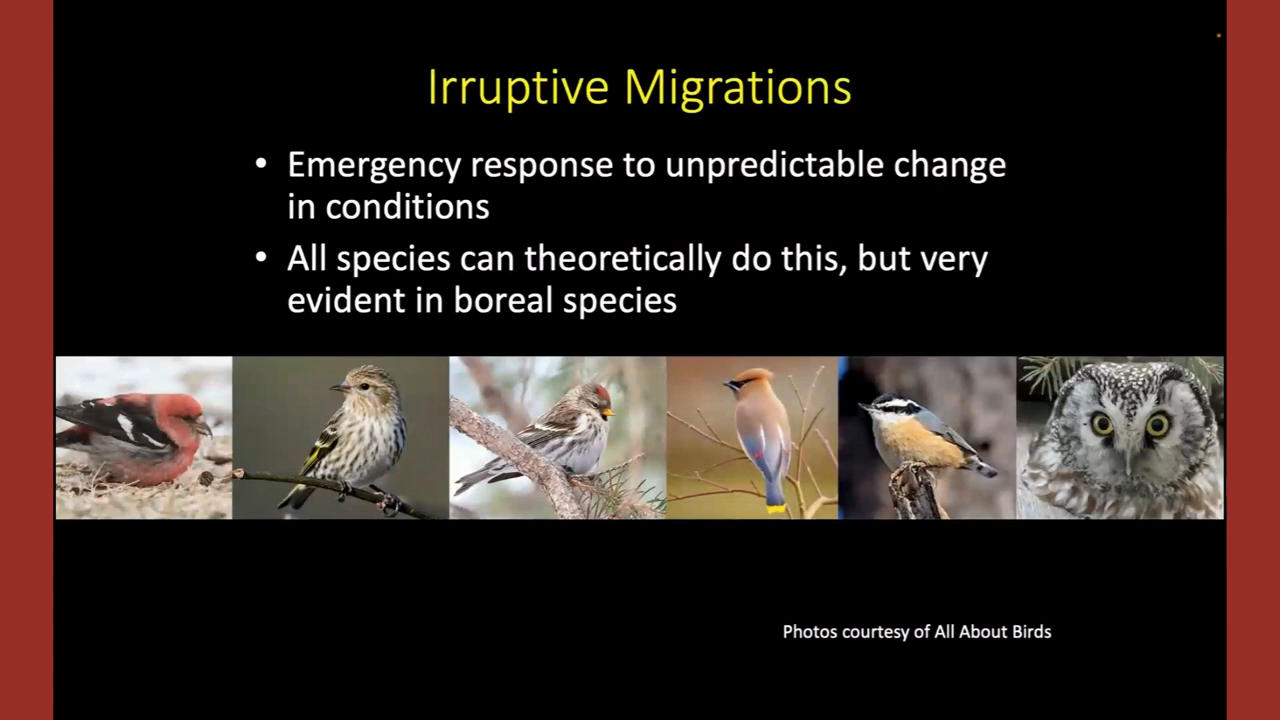 Irruptive Migrations
• Emergency response to unpredictable change
in conditions
• All species can theoretically do this, but very
evident in boreal species
Photos courtesy of All About Birds